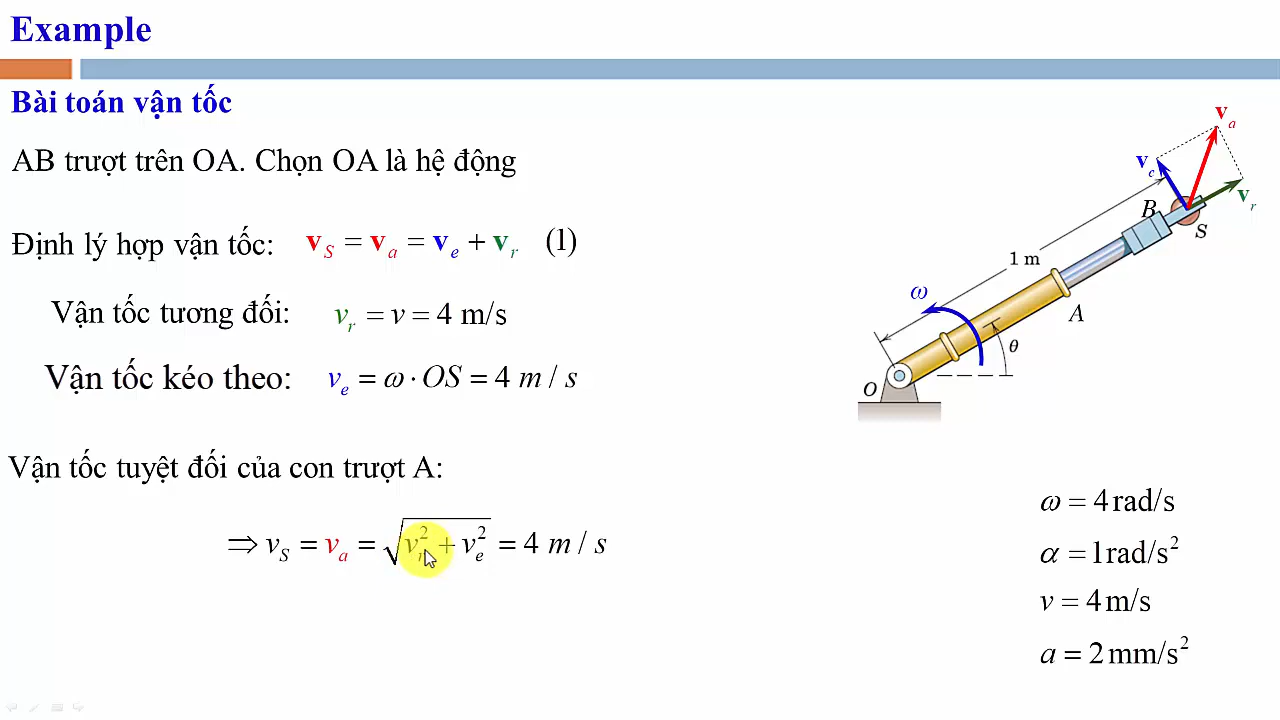 Example
Bài toán vận tốc
AB trượt trên OA. Chọn OA là hệ động
Định lý hợp vận tốc: v_S = v_a = v_e + v_r (1)
Vận tốc tương đối: v_r = v = 4 m/s
Vận tốc kéo theo: v_e = ω · OS = 4 m / s
Vận tốc tuyệt đối của con trượt A:
⇒ v_S = v_a = √(v_r² + v_e²) = 4 m / s
v_a
v_e
v_r
B
S
1 m
ω
A
θ
O
ω = 4 rad/s
α = 1 rad/s²
v = 4 m/s
a = 2 mm/s²